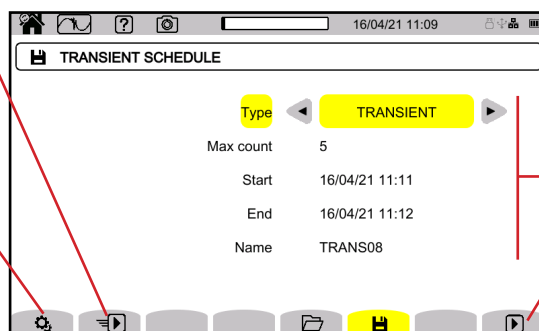 ? 16/04/21 11:09
TRANSIENT SCHEDULE
Type TRANSIENT
Max count 5
Start 16/04/21 11:11
End 16/04/21 11:12
Name TRANS08